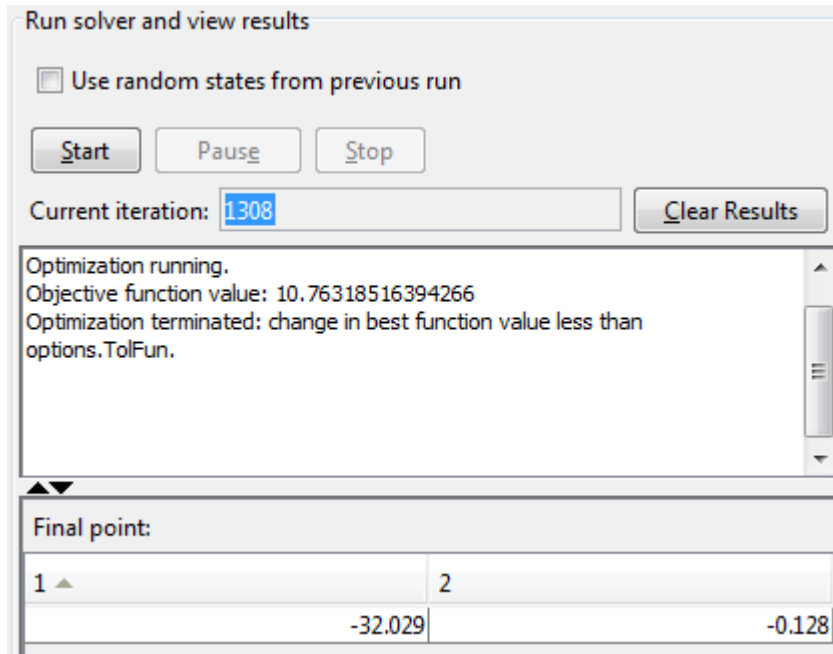 Run solver and view results
Use random states from previous run
Start Pause Stop
Current iteration: 1308 Clear Results
Optimization running.
Objective function value: 10.76318516394266
Optimization terminated: change in best function value less than
options.TolFun.
Final point:
1 2
-32.029 -0.128